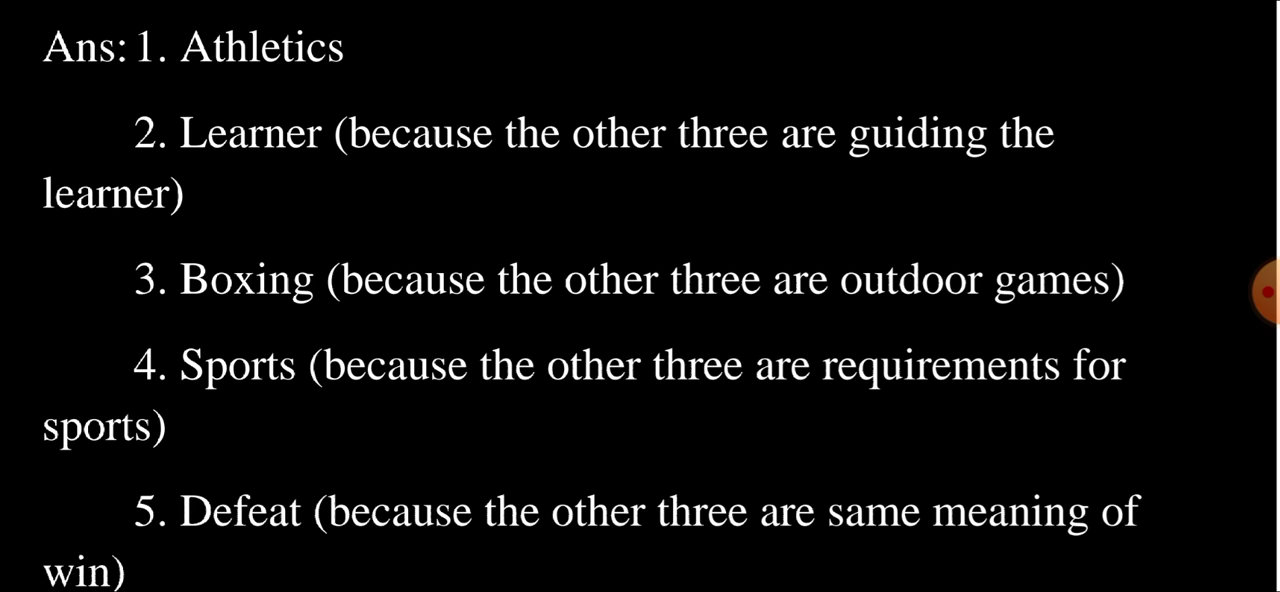 Ans: 1. Athletics
2. Learner (because the other three are guiding the
learner)
3. Boxing (because the other three are outdoor games)
4. Sports (because the other three are requirements for
sports)
5. Defeat (because the other three are same meaning of
win)